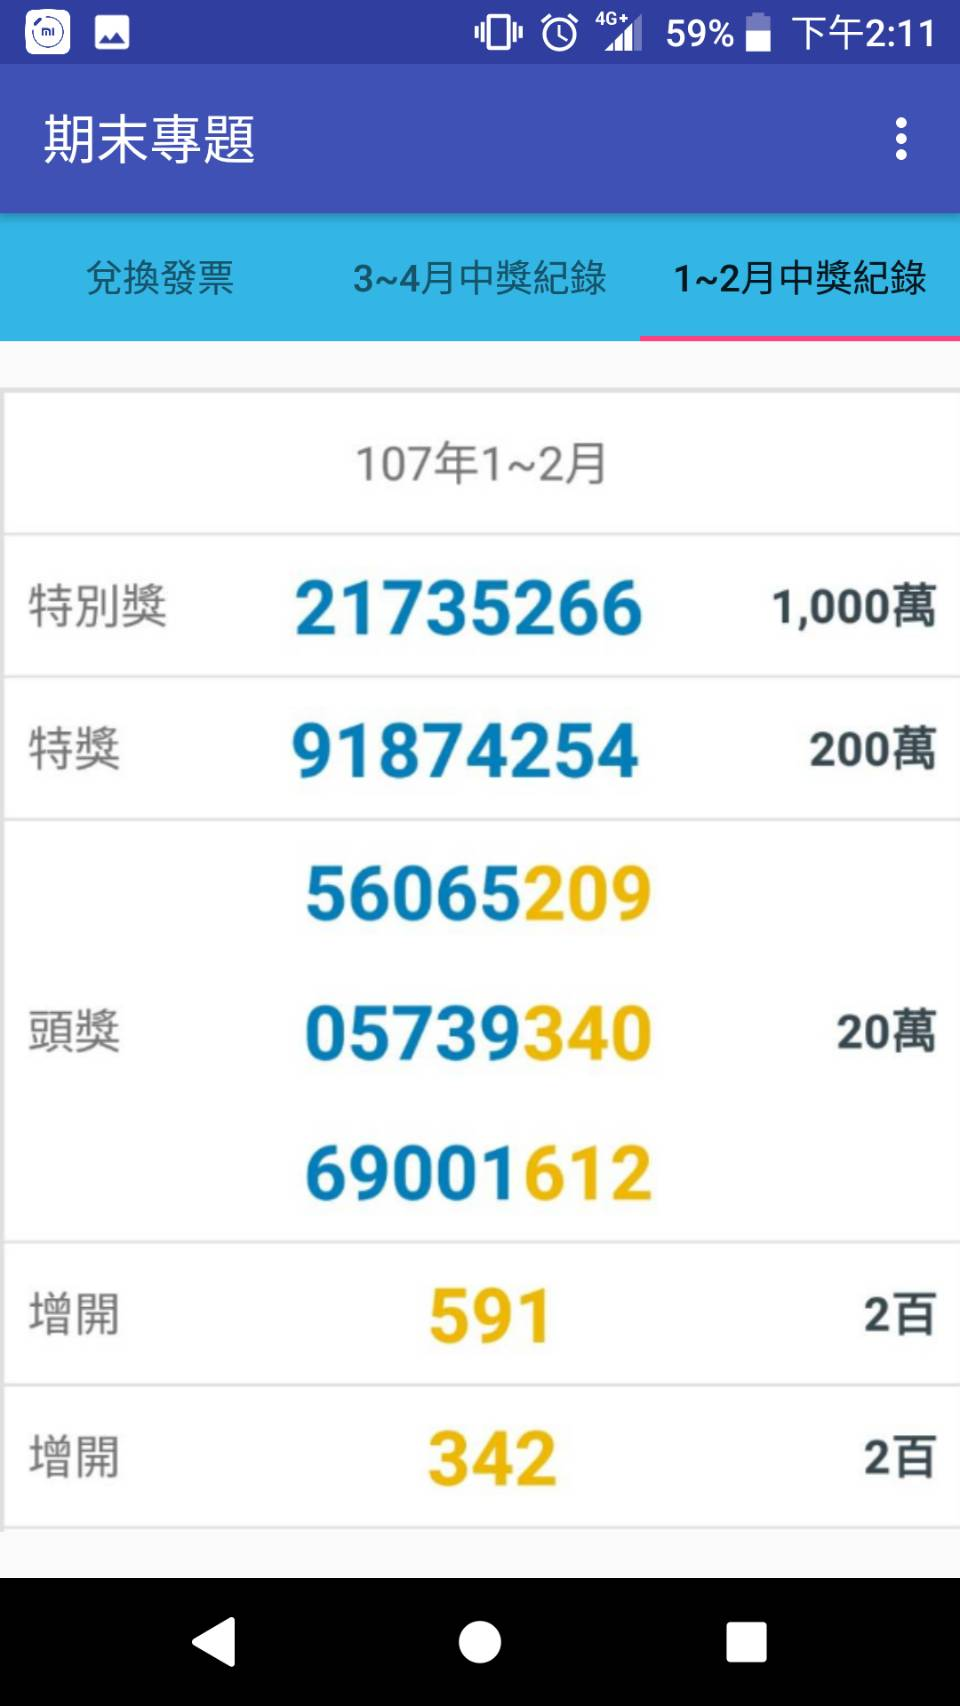 mi
4G+ 59% 下午2:11
期末專題
兌換發票 3~4月中獎紀錄 1~2月中獎紀錄
107年1~2月
特別獎 21735266 1,000萬
特獎 91874254 200萬
56065209
頭獎 05739340 20萬
69001612
增開 591 2百
增開 342 2百